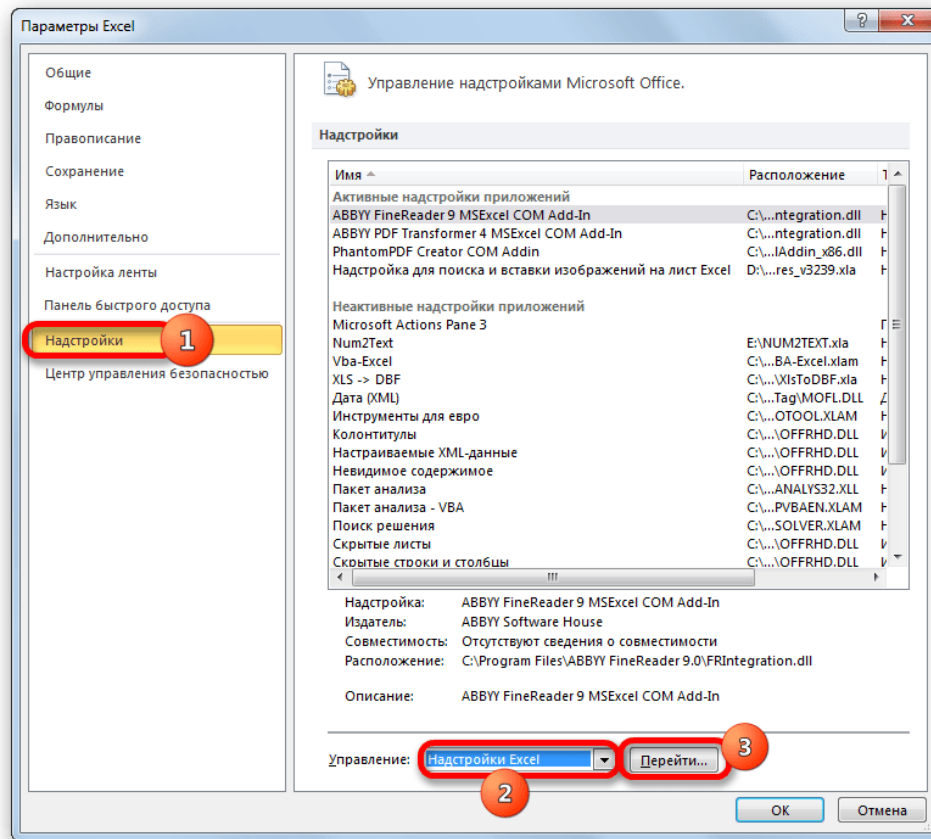 Параметры Excel
Общие
Формулы
Правописание
Сохранение
Язык
Дополнительно
Настройка ленты
Панель быстрого доступа
Надстройки 1
Центр управления безопасностью
Управление надстройками Microsoft Office.
Надстройки
Имя Расположение
Активные надстройки приложений
ABBYY FineReader 9 MSExcel COM Add-In C:\...ntegration.dll
ABBYY PDF Transformer 4 MSExcel COM Add-In C:\...ntegration.dll
PhantomPDF Creator COM Addin C:\...lAddin_x86.dll
Надстройка для поиска и вставки изображений на лист Excel D:\...res_v3239.xla
Неактивные надстройки приложений
Microsoft Actions Pane 3
Num2Text E:\NUM2TEXT.xla
Vba-Excel C:\...BA-Excel.xlam
XLS -> DBF C:\...\XlsToDBF.xla
Дата (XML) C:\...Tag\MOFL.DLL
Инструменты для евро C:\...OTOOL.XLAM
Колонтитулы C:\...\OFFRHD.DLL
Настраиваемые XML-данные C:\...\OFFRHD.DLL
Невидимое содержимое C:\...\OFFRHD.DLL
Пакет анализа C:\...ANALYS32.XLL
Пакет анализа - VBA C:\...PVBAEN.XLAM
Поиск решения C:\...SOLVER.XLAM
Скрытые листы C:\...\OFFRHD.DLL
Скрытые строки и столбцы C:\...\OFFRHD.DLL
Надстройка: ABBYY FineReader 9 MSExcel COM Add-In
Издатель: ABBYY Software House
Совместимость: Отсутствуют сведения о совместимости
Расположение: C:\Program Files\ABBYY FineReader 9.0\FRIntegration.dll
Описание: ABBYY FineReader 9 MSExcel COM Add-In
Управление: Надстройки Excel Перейти... 3
2
ОК Отмена